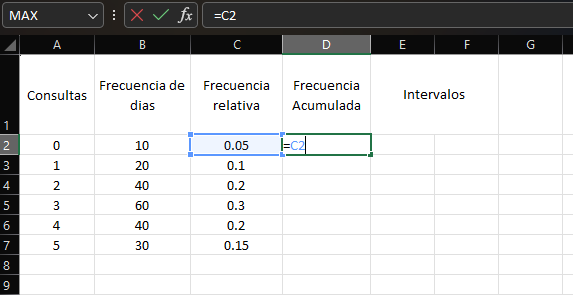 MAX fx =C2
A B C D E F G
1 Consultas Frecuencia de dias Frecuencia relativa Frecuencia Acumulada Intervalos
2 0 10 0.05 =C2
3 1 20 0.1
4 2 40 0.2
5 3 60 0.3
6 4 40 0.2
7 5 30 0.15
8
9